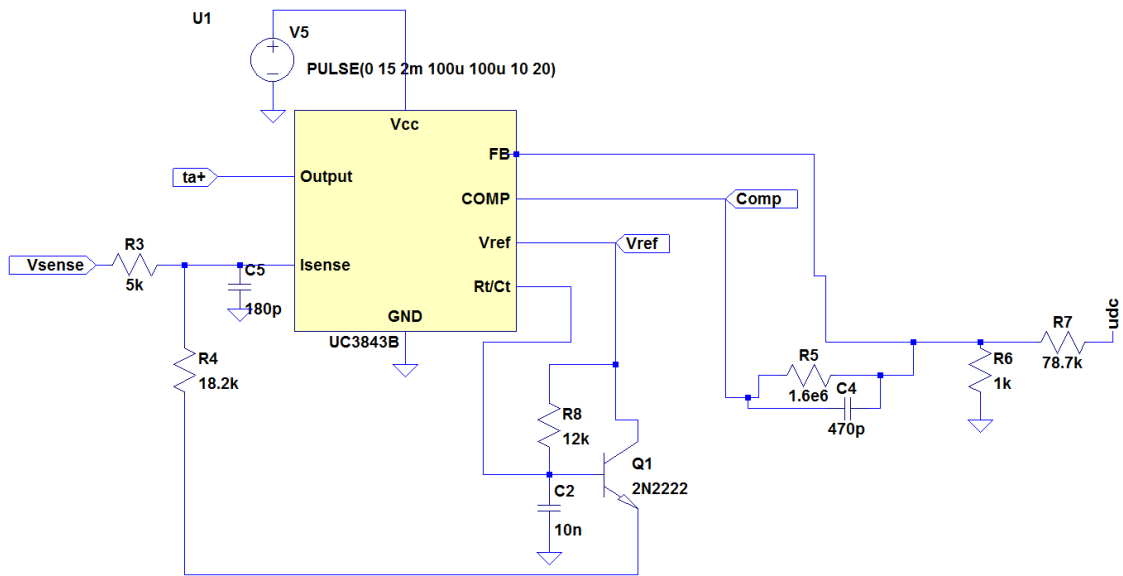 U1
V5
PULSE(0 15 2m 100u 100u 10 20)
Vcc
FB
ta+
Output
COMP
Comp
Vref
Vref
R3
Vsense
Isense
C5
5k
Rt/Ct
180p
GND
UC3843B
udc
R7
78.7k
R4
18.2k
R5
1.6e6
R6
1k
C4
470p
R8
12k
Q1
2N2222
C2
10n